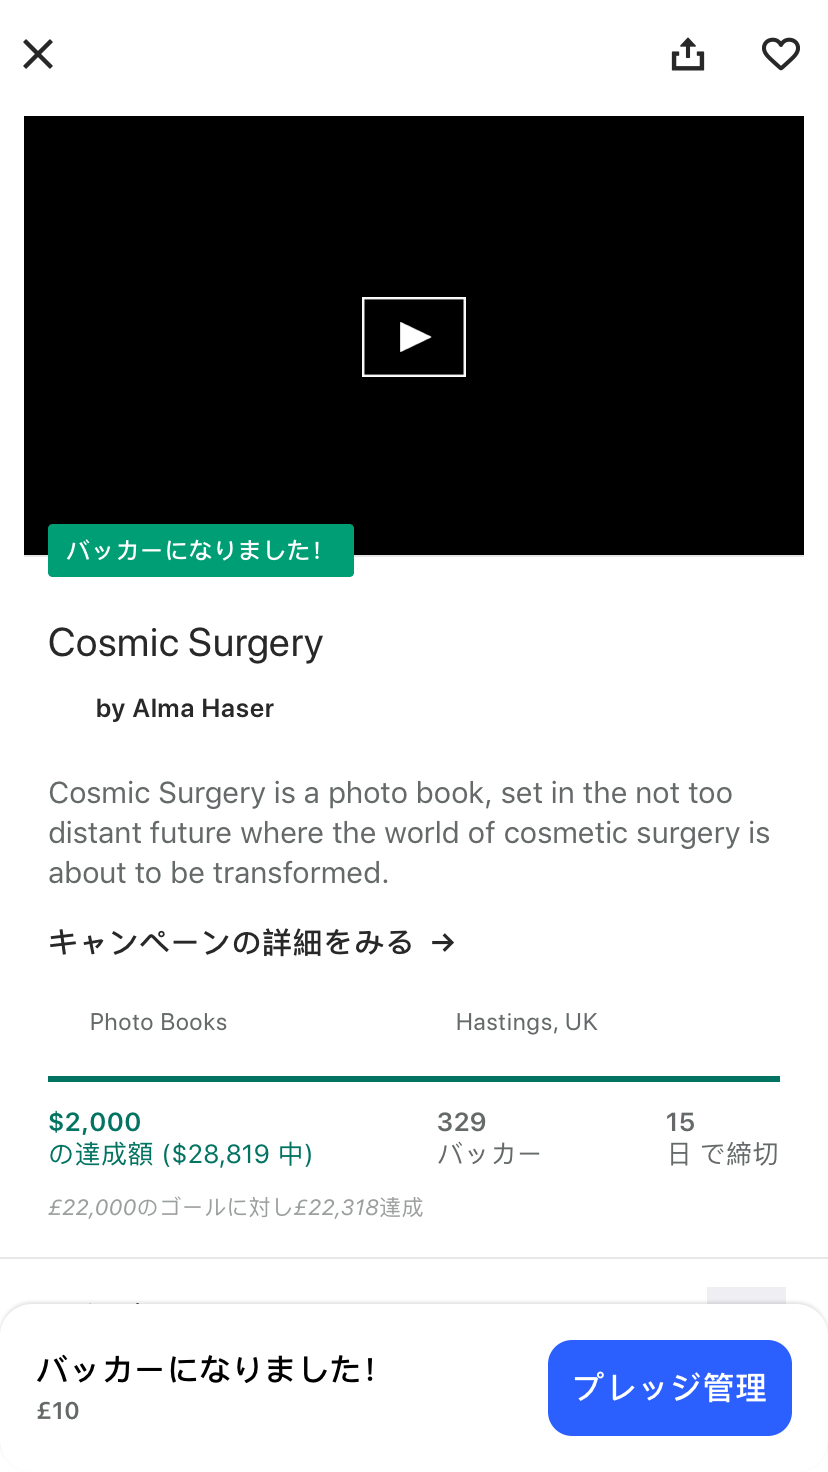 バッカーになりました!
Cosmic Surgery
by Alma Haser
Cosmic Surgery is a photo book, set in the not too
distant future where the world of cosmetic surgery is
about to be transformed.
キャンペーンの詳細をみる →
Photo Books
Hastings, UK
$2,000
の達成額 ($28,819 中)
329
バッカー
15
日 で締切
£22,000のゴールに対し£22,318達成
バッカーになりました!
£10
プレッジ管理